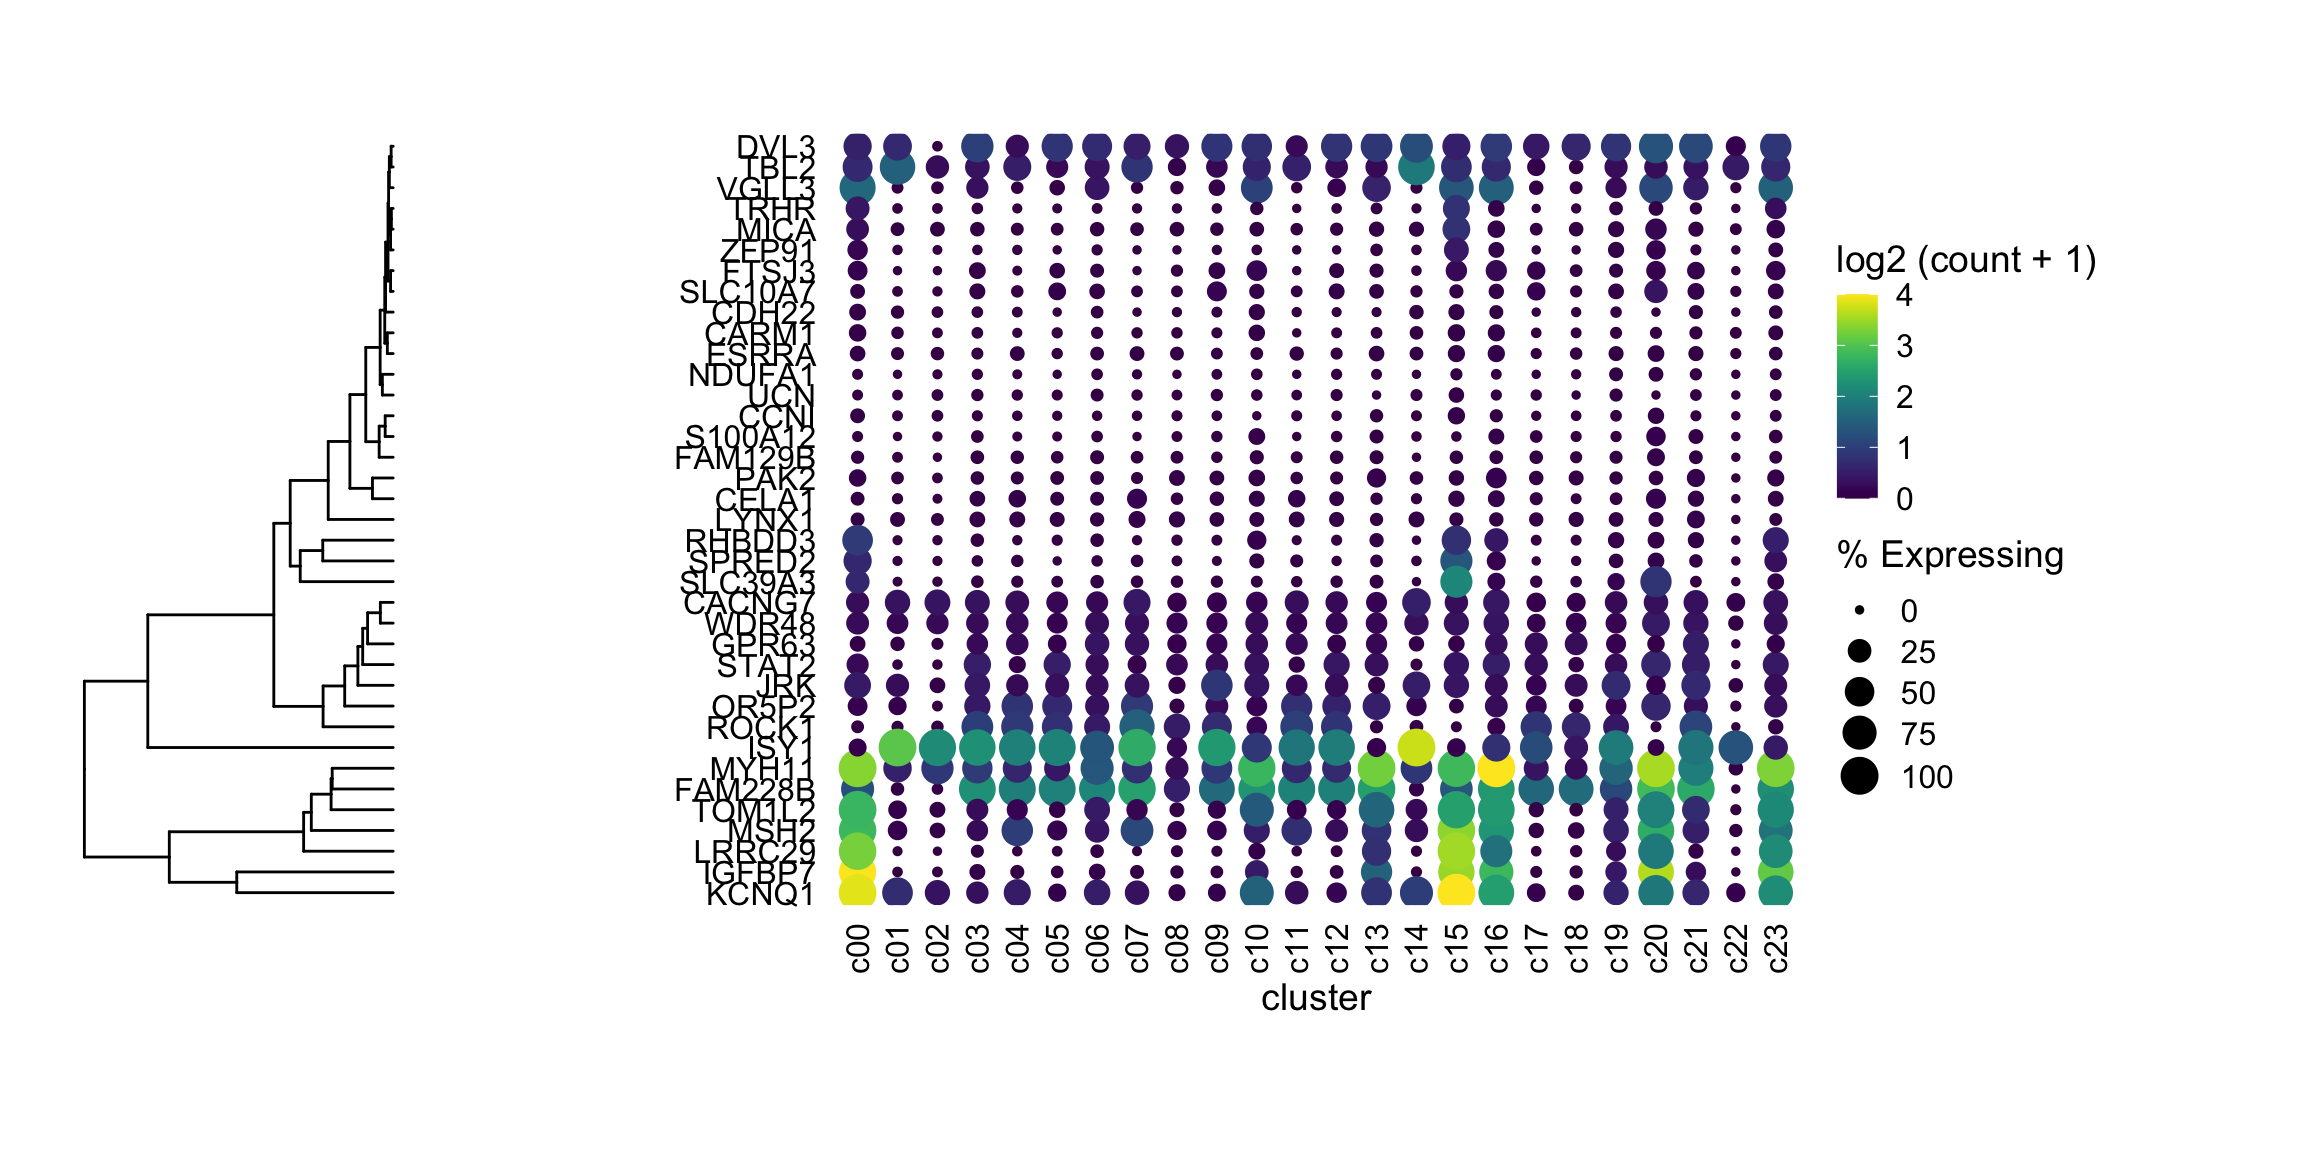 DVL3
TBL2
VGLL3
TRHR
MICA
ZFP91
FTSJ3
SLC10A7
CDH22
CARM1
ESRRA
NDUFA1
UCN
CCNI
S100A12
FAM129B
PAK2
CELA1
LYNX1
RHBDD3
SPRED2
SLC39A3
CACNG7
WDR48
GPR63
STAT2
JRK
OR5P2
ROCK1
ISY1
MYH11
FAM228B
TOM1L2
MSH2
LRRC29
IGFBP7
KCNQ1
c00 c01 c02 c03 c04 c05 c06 c07 c08 c09 c10 c11 c12 c13 c14 c15 c16 c17 c18 c19 c20 c21 c22 c23
cluster
log2 (count + 1)
4
3
2
1
0
% Expressing
0
25
50
75
100